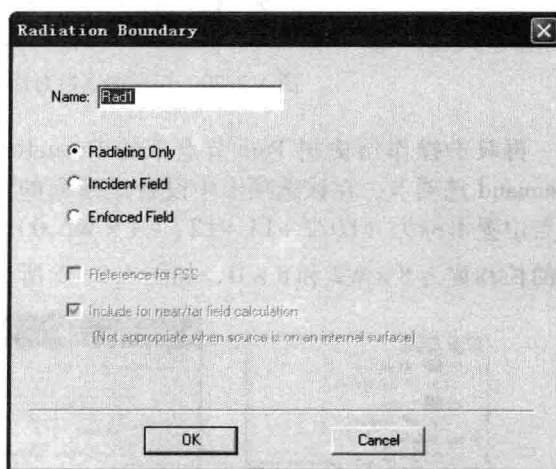 Radiation Boundary
Name: Rad1
Radiating Only
Incident Field
Enforced Field
Reference for FSS
Include for near/far field calculation
(Not appropriate when source is on an internal surface)
OK
Cancel